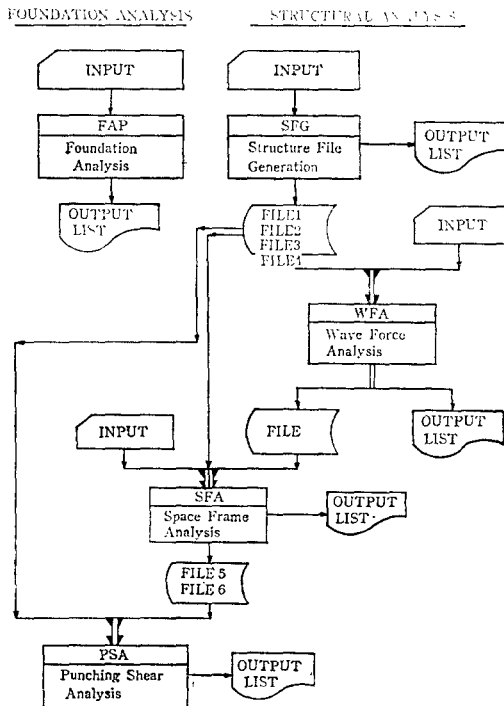 FOUNDATION ANALYSIS
STRUCTURAL ANALYSIS
INPUT
INPUT
FAP
Foundation
Analysis
SFG
Structure File
Generation
OUTPUT
LIST
OUTPUT
LIST
FILE1
FILE2
FILE3
FILE4
INPUT
WFA
Wave Force
Analysis
INPUT
FILE
OUTPUT
LIST
SFA
Space Frame
Analysis
OUTPUT
LIST
FILE 5
FILE 6
PSA
Punching Shear
Analysis
OUTPUT
LIST